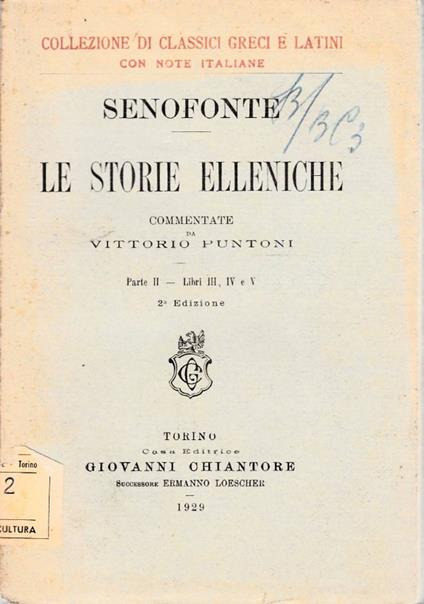 COLLEZIONE DI CLASSICI GRECI E LATINI
CON NOTE ITALIANE
SENOFONTE
B/BC3
LE STORIE ELLENICHE
COMMENTATE
DA
VITTORIO PUNTONI
Parte II — Libri III, IV e V
2ª Edizione
TORINO
Casa Editrice
GIOVANNI CHIANTORE
Successore ERMANNO LOESCHER
1929
- Torino
2
CULTURA